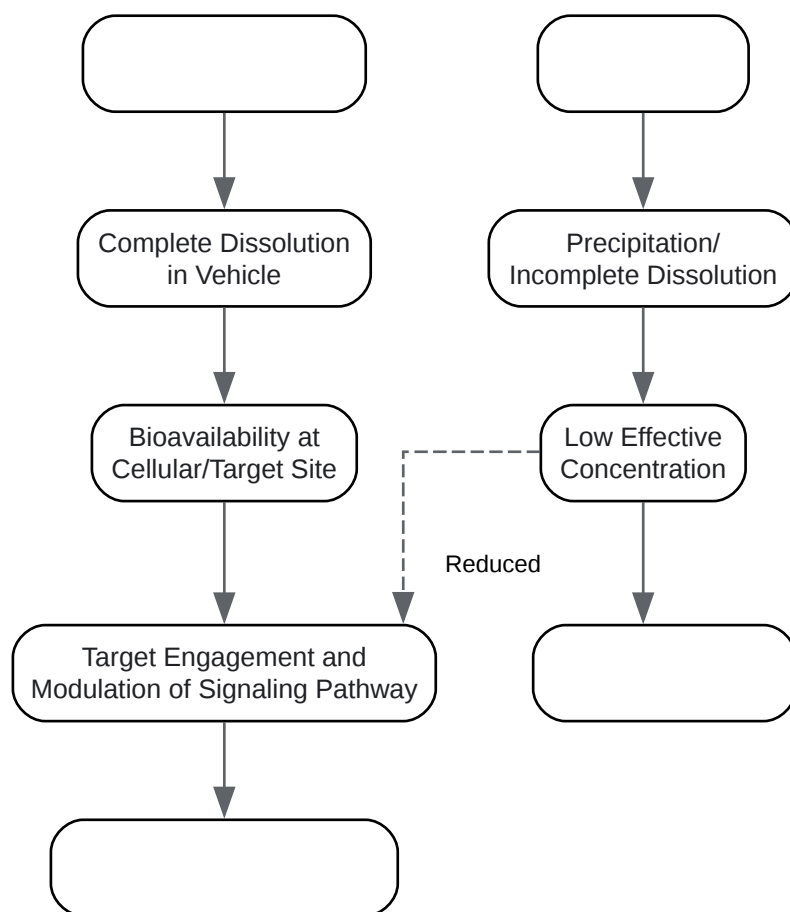 Complete Dissolution
in Vehicle
Precipitation/
Incomplete Dissolution
Bioavailability at
Cellular/Target Site
Low Effective
Concentration
Reduced
Target Engagement and
Modulation of Signaling Pathway